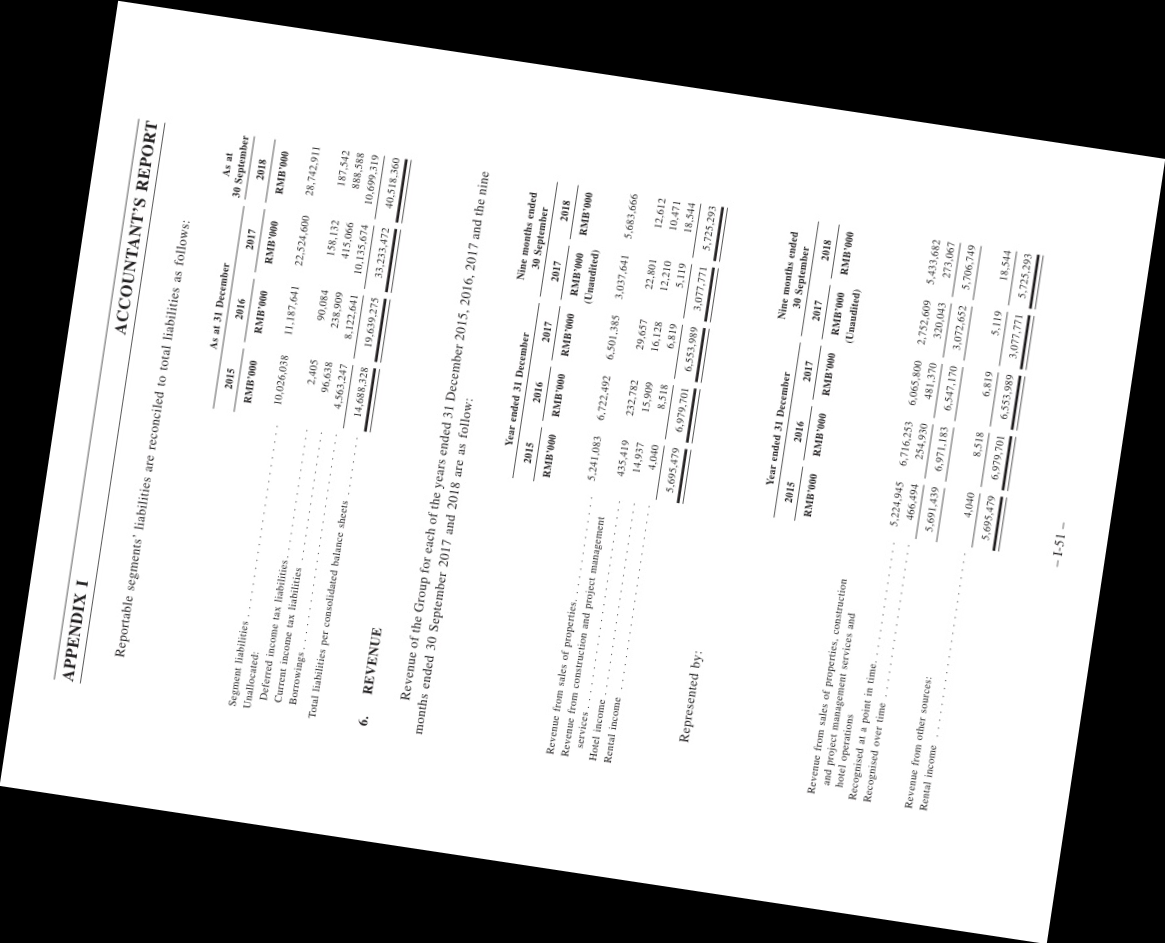 APPENDIX I ACCOUNTANT'S REPORT
Reportable segments' liabilities are reconciled to total liabilities as follows:
As at 31 December As at 30 September
2015 2016 2017 2018
RMB'000 RMB'000 RMB'000 RMB'000
Segment liabilities . . . . . . . . . . . . . . . . . . . . . . . . 10,026,038 11,187,641 22,524,600 28,742,911
Unallocated:
Deferred income tax liabilities . . . . . . . . . . . . . . . 2,405 90,084 158,132 187,542
Current income tax liabilities . . . . . . . . . . . . . . . 96,638 238,909 415,066 888,588
Borrowings . . . . . . . . . . . . . . . . . . . . . . . . . 4,563,247 8,122,641 10,135,674 10,699,319
Total liabilities per consolidated balance sheets . . . . . . . . 14,688,328 19,639,275 33,233,472 40,518,360
6. REVENUE
Revenue of the Group for each of the years ended 31 December 2015, 2016, 2017 and the nine
months ended 30 September 2017 and 2018 are as follow:
Year ended 31 December Nine months ended 30 September
2015 2016 2017 2017 2018
RMB'000 RMB'000 RMB'000 RMB'000 RMB'000
(Unaudited)
Revenue from sales of properties. . . . . . . . . . . . . 5,241,083 6,722,492 6,501,385 3,037,641 5,683,666
Revenue from construction and project management
services . . . . . . . . . . . . . . . . . . . . . . . . . 435,419 232,782 29,657 22,801 12,612
Hotel income . . . . . . . . . . . . . . . . . . . . . . . 14,937 15,909 16,128 12,210 10,471
Rental income . . . . . . . . . . . . . . . . . . . . . . 4,040 8,518 6,819 5,119 18,544
5,695,479 6,979,701 6,553,989 3,077,771 5,725,293
Represented by:
Year ended 31 December Nine months ended 30 September
2015 2016 2017 2017 2018
RMB'000 RMB'000 RMB'000 RMB'000 RMB'000
(Unaudited)
Revenue from sales of properties, construction
and project management services and
hotel operations
Recognised at a point in time. . . . . . . . . . . . . . 5,224,945 6,716,253 6,065,800 2,752,609 5,433,682
Recognised over time . . . . . . . . . . . . . . . . . . 466,494 254,930 481,370 320,043 273,067
5,691,439 6,971,183 6,547,170 3,072,652 5,706,749
Revenue from other sources:
Rental income . . . . . . . . . . . . . . . . . . . . . . 4,040 8,518 6,819 5,119 18,544
5,695,479 6,979,701 6,553,989 3,077,771 5,725,293
– I-51 –